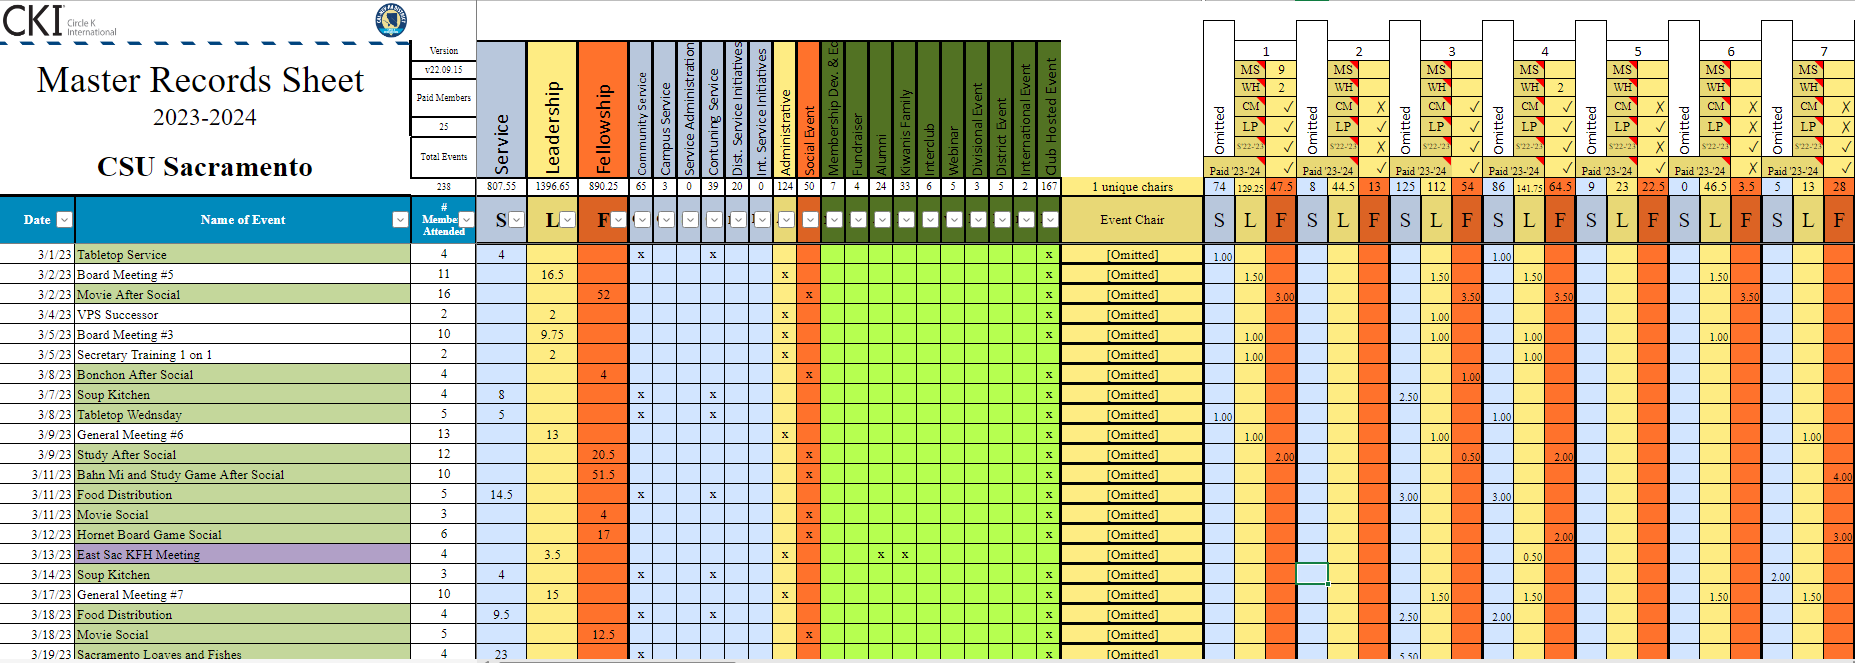 CKI Circle K
International
Master Records Sheet
2023-2024
CSU Sacramento
Version
v22.09.15
Paid Members
25
Total Events
238
Service Leadership Fellowship Community Service Campus Service Service Administration Contuning Service Dist. Service Initiatives Int. Service Initiatives Administrative Social Event Membership Dev. & Ed Fundraiser Alumni Kiwanis Family Interclub Webinar Divisional Event District Event International Event Club Hosted Event
807.55 1396.65 890.25 65 3 0 39 20 0 124 50 7 4 24 33 6 5 3 5 2 167 1 unique chairs
Omitted 1 Omitted 2 Omitted 3 Omitted 4 Omitted 5 Omitted 6 Omitted 7
MS 9 MS MS MS MS MS MS
WH 2 WH WH WH 2 WH WH WH
CM ✓ CM ✗ CM ✓ CM ✓ CM ✗ CM ✗ CM ✗
LP ✓ LP ✓ LP ✓ LP ✓ LP ✗ LP ✗ LP ✗
S'22-'23 ✓ S'22-'23 ✗ S'22-'23 ✓ S'22-'23 ✓ S'22-'23 ✗ S'22-'23 ✓ S'22-'23 ✓
Paid '23-'24 ✓ Paid '23-'24 ✓ Paid '23-'24 ✓ Paid '23-'24 ✓ Paid '23-'24 ✓ Paid '23-'24 ✗ Paid '23-'24 ✓
74 129.25 47.5 8 44.5 13 125 112 54 86 141.75 64.5 9 23 22.5 0 46.5 3.5 5 13 28
Date Name of Event # Member Attended S L F Event Chair S L F S L F S L F S L F S L F S L F S L F
3/1/23 Tabletop Service 4 4 x x x [Omitted] 1.00 1.00
3/2/23 Board Meeting #5 11 16.5 x x [Omitted] 1.50 1.50 1.50 1.50
3/2/23 Movie After Social 16 52 x x [Omitted] 3.00 3.50 3.50 3.50
3/4/23 VPS Successor 2 2 x x [Omitted] 1.00
3/5/23 Board Meeting #3 10 9.75 x x [Omitted] 1.00 1.00 1.00 1.00
3/5/23 Secretary Training 1 on 1 2 2 x x [Omitted] 1.00 1.00
3/8/23 Bonchon After Social 4 4 x x [Omitted] 1.00
3/7/23 Soup Kitchen 4 8 x x x [Omitted] 2.50
3/8/23 Tabletop Wednsday 5 5 x x x [Omitted] 1.00 1.00
3/9/23 General Meeting #6 13 13 x x [Omitted] 1.00 1.00 1.00
3/9/23 Study After Social 12 20.5 x x [Omitted] 2.00 0.50 2.00
3/11/23 Bahn Mi and Study Game After Social 10 51.5 x x [Omitted] 4.00
3/11/23 Food Distribution 5 14.5 x x x [Omitted] 3.00 3.00
3/11/23 Movie Social 3 4 x x [Omitted]
3/12/23 Hornet Board Game Social 6 17 x x [Omitted] 2.00 3.00
3/13/23 East Sac KFH Meeting 4 3.5 x x x [Omitted] 0.50
3/14/23 Soup Kitchen 3 4 x x x [Omitted] 2.00
3/17/23 General Meeting #7 10 15 x x [Omitted] 1.50 1.50 1.50 1.50
3/18/23 Food Distribution 4 9.5 x x x [Omitted] 2.50 2.00
3/18/23 Movie Social 5 12.5 x x [Omitted]
3/19/23 Sacramento Loaves and Fishes 4 23 x x [Omitted] 5.50